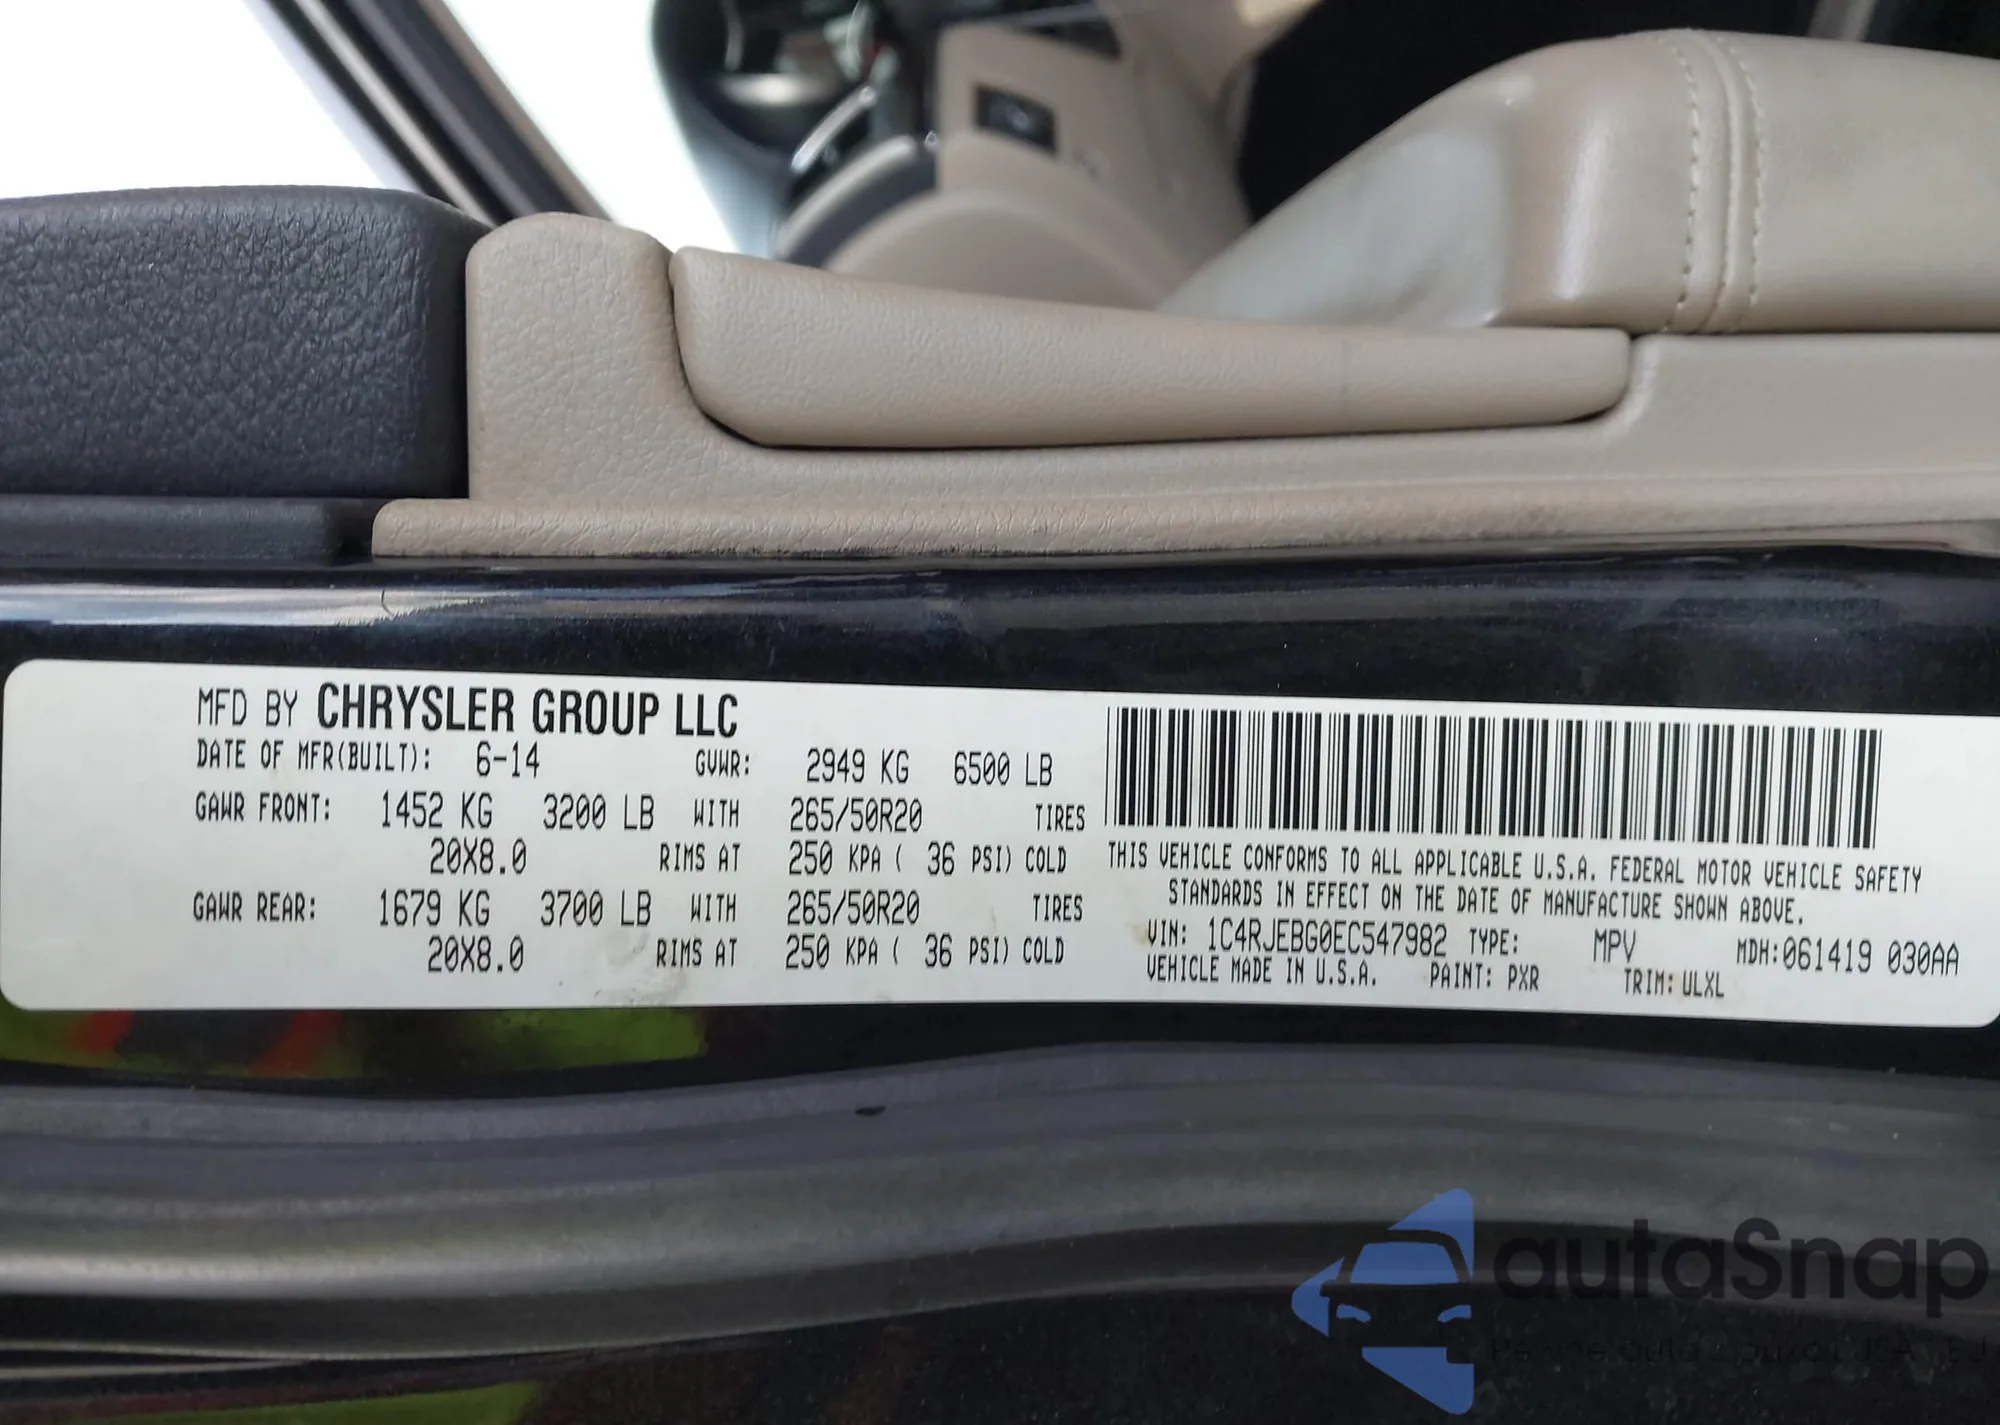 MFD BY CHRYSLER GROUP LLC
DATE OF MFR(BUILT): 6-14 GVWR: 2949 KG 6500 LB
GAWR FRONT: 1452 KG 3200 LB WITH 265/50R20 TIRES
20X8.0 RIMS AT 250 KPA ( 36 PSI) COLD
GAWR REAR: 1679 KG 3700 LB WITH 265/50R20 TIRES
20X8.0 RIMS AT 250 KPA ( 36 PSI) COLD
THIS VEHICLE CONFORMS TO ALL APPLICABLE U.S.A. FEDERAL MOTOR VEHICLE SAFETY
STANDARDS IN EFFECT ON THE DATE OF MANUFACTURE SHOWN ABOVE.
VIN: 1C4RJEBG0EC547982 TYPE: MPV MDH:061419 030AA
VEHICLE MADE IN U.S.A. PAINT: PXR TRIM: ULXL
autoSnap